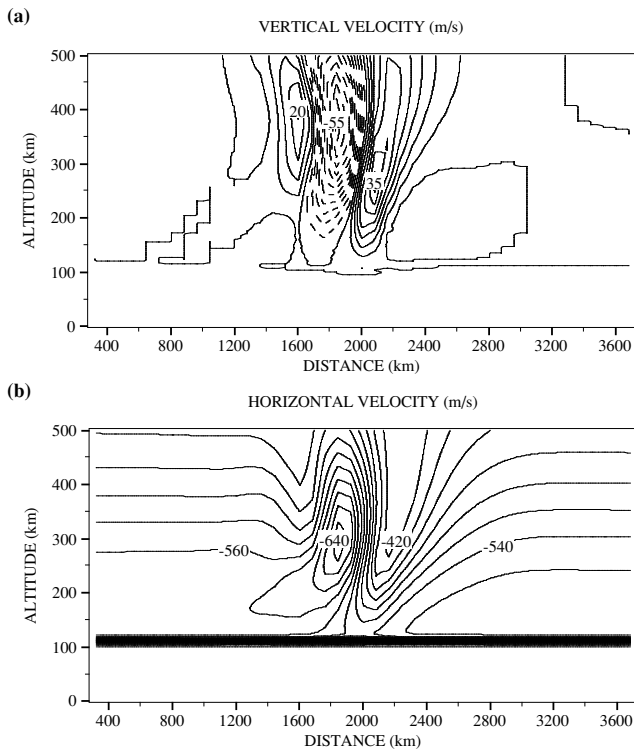 (a)
VERTICAL VELOCITY (m/s)
500
400
300
200
100
0
ALTITUDE (km)
20
-55
35
400 800 1200 1600 2000 2400 2800 3200 3600
DISTANCE (km)
(b)
HORIZONTAL VELOCITY (m/s)
500
400
300
200
100
0
ALTITUDE (km)
-560
-640
-420
-540
400 800 1200 1600 2000 2400 2800 3200 3600
DISTANCE (km)